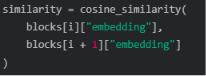 similarity = cosine_similarity(
    blocks[i]["embedding"],
    blocks[i + 1]["embedding"]
)